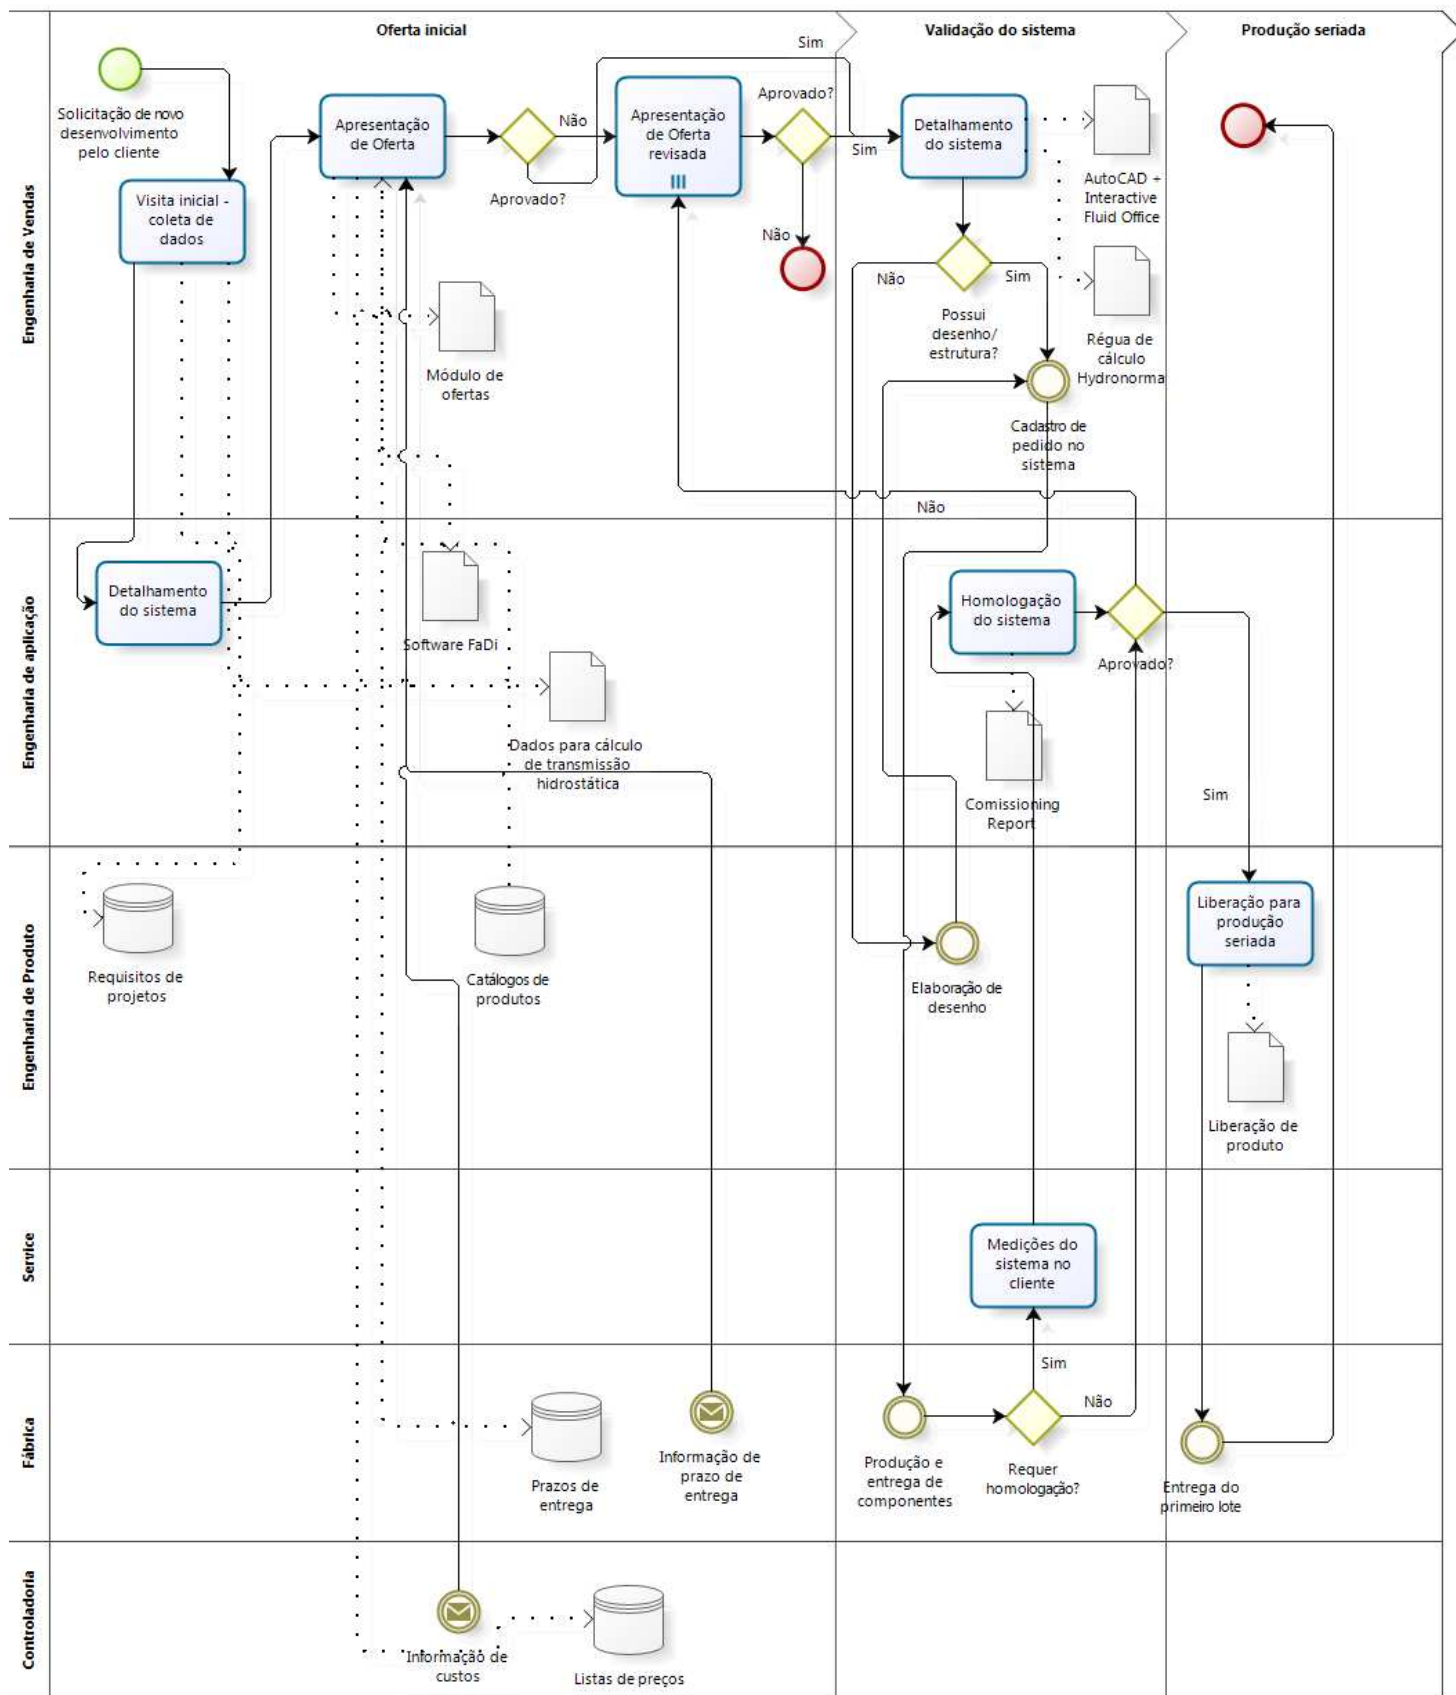 Oferta inicial
Validação do sistema
Produção seriada
Engenharia de Vendas
Solicitação de novo
desenvolvimento
pelo cliente
Visita inicial -
coleta de
dados
Apresentação
de Oferta
Aprovado?
Não
Sim
Apresentação
de Oferta
revisada
Aprovado?
Sim
Não
Detalhamento
do sistema
AutoCAD +
Interactive
Fluid Office
Régua de
cálculo
Hydronorma
Não
Sim
Possui
desenho/
estrutura?
Cadastro de
pedido no
sistema
Módulo de
ofertas
Não
Engenharia de aplicação
Detalhamento
do sistema
Software FaDi
Dados para cálculo
de transmissão
hidrostática
Homologação
do sistema
Aprovado?
Comissioning
Report
Sim
Engenharia de Produto
Requisitos de
projetos
Catálogos de
produtos
Elaboração de
desenho
Liberação para
produção
seriada
Liberação de
produto
Service
Medições do
sistema no
cliente
Fábrica
Prazos de
entrega
Informação de
prazo de
entrega
Produção e
entrega de
componentes
Sim
Não
Requer
homologação?
Entrega do
primeiro lote
Controladoria
Informação de
custos
Listas de preços